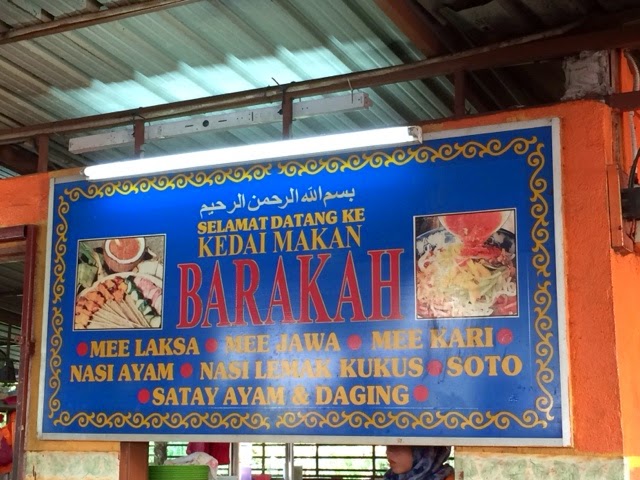 بسم الله الرحمن الرحيم
SELAMAT DATANG KE
KEDAI MAKAN
BARAKAH
• MEE LAKSA • MEE JAWA • MEE KARI •
NASI AYAM • NASI LEMAK KUKUS • SOTO
• SATAY AYAM & DAGING •